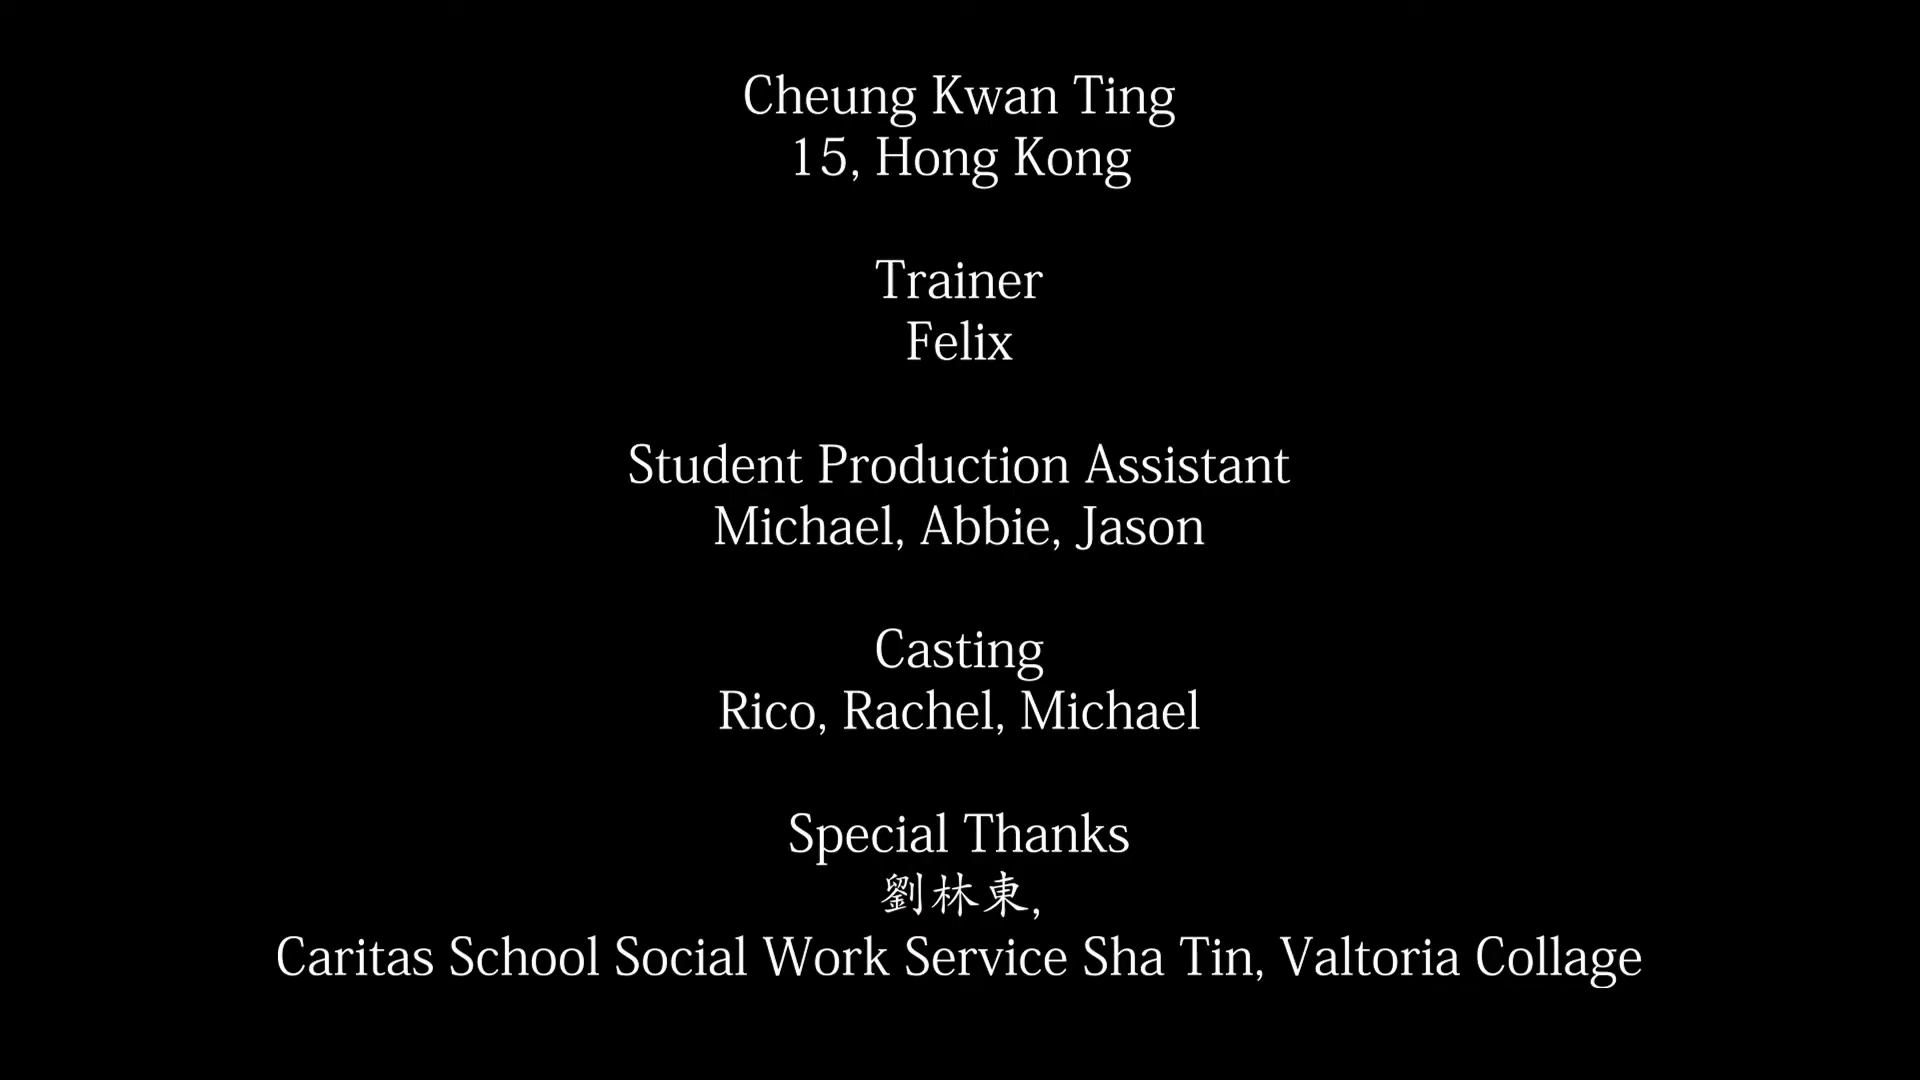 Cheung Kwan Ting
15, Hong Kong
Trainer
Felix
Student Production Assistant
Michael, Abbie, Jason
Casting
Rico, Rachel, Michael
Special Thanks
劉林東,
Caritas School Social Work Service Sha Tin, Valtoria Collage